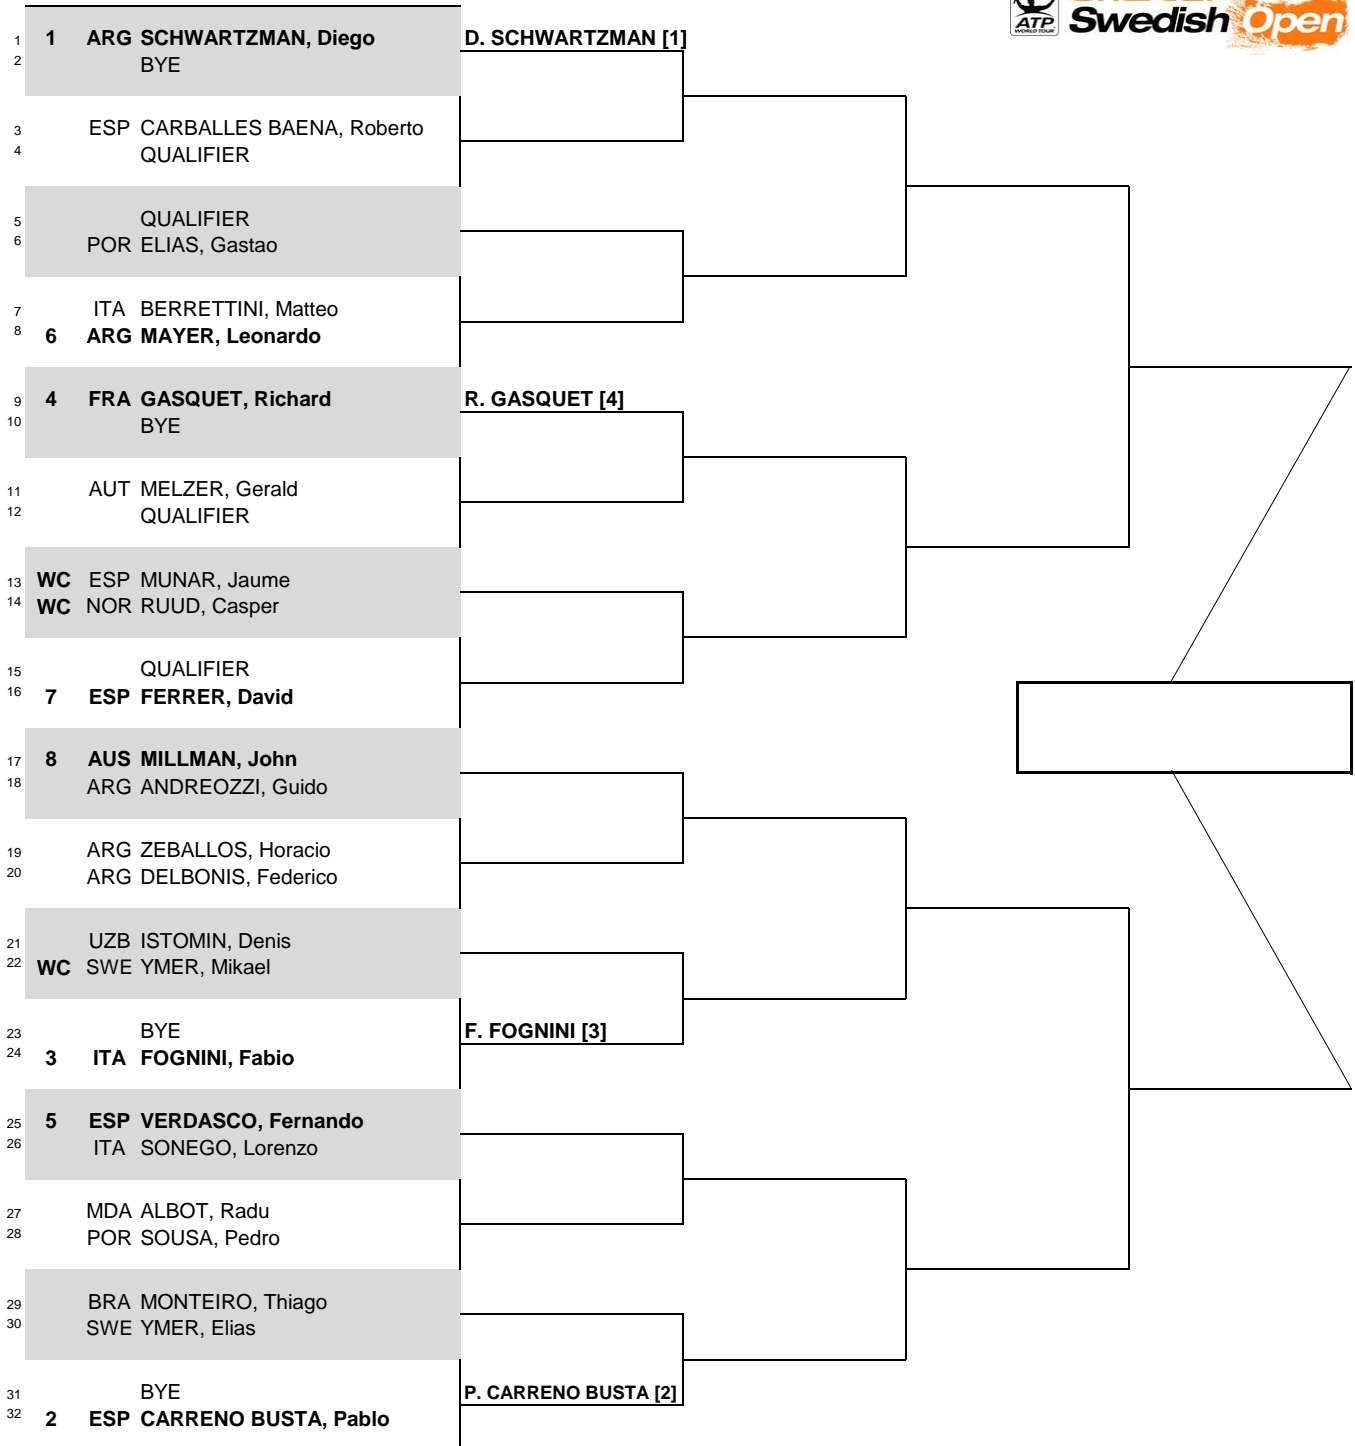 ATP
WORLD TOUR
Swedish Open
1 1 ARG SCHWARTZMAN, Diego D. SCHWARTZMAN [1]
2 BYE
3 ESP CARBALLES BAENA, Roberto
4 QUALIFIER
5 QUALIFIER
6 POR ELIAS, Gastao
7 ITA BERRETTINI, Matteo
8 6 ARG MAYER, Leonardo
9 4 FRA GASQUET, Richard R. GASQUET [4]
10 BYE
11 AUT MELZER, Gerald
12 QUALIFIER
13 WC ESP MUNAR, Jaume
14 WC NOR RUUD, Casper
15 QUALIFIER
16 7 ESP FERRER, David
17 8 AUS MILLMAN, John
18 ARG ANDREOZZI, Guido
19 ARG ZEBALLOS, Horacio
20 ARG DELBONIS, Federico
21 UZB ISTOMIN, Denis
22 WC SWE YMER, Mikael
23 BYE F. FOGNINI [3]
24 3 ITA FOGNINI, Fabio
25 5 ESP VERDASCO, Fernando
26 ITA SONEGO, Lorenzo
27 MDA ALBOT, Radu
28 POR SOUSA, Pedro
29 BRA MONTEIRO, Thiago
30 SWE YMER, Elias
31 BYE P. CARRENO BUSTA [2]
32 2 ESP CARRENO BUSTA, Pablo